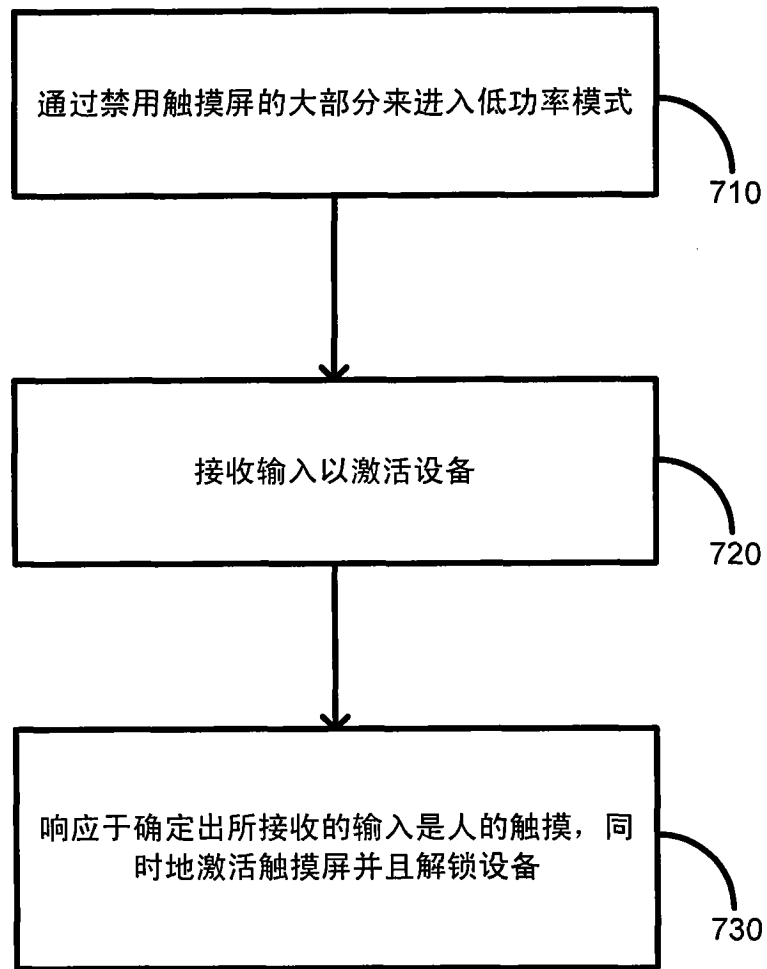 通过禁用触摸屏的大部分来进入低功率模式
710
接收输入以激活设备
720
响应于确定出所接收的输入是人的触摸，同
时地激活触摸屏并且解锁设备
730